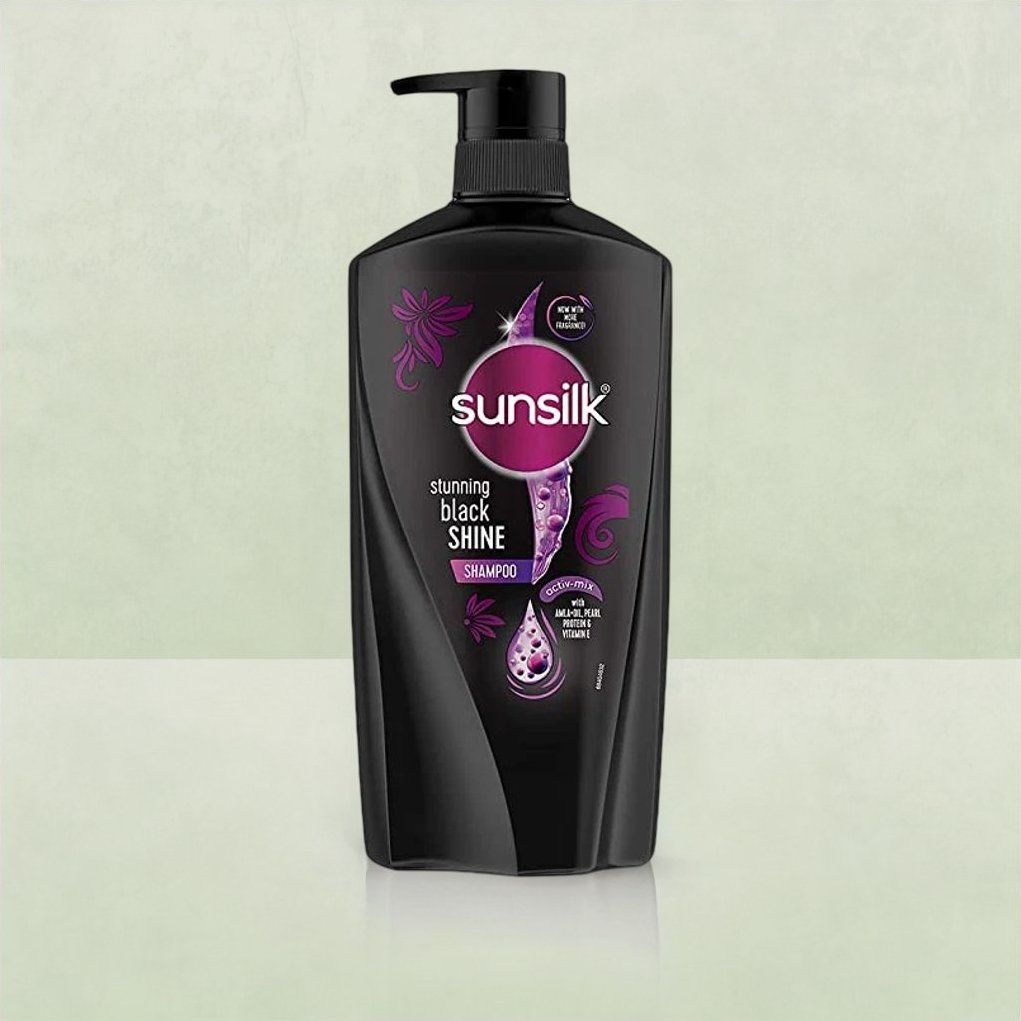 NOW WITH
MORE
FRAGRANCE!
sunsilk®
stunning
black
SHINE
SHAMPOO
activ-mix
with
AMLA+OIL, PEARL
PROTEIN &
VITAMIN E